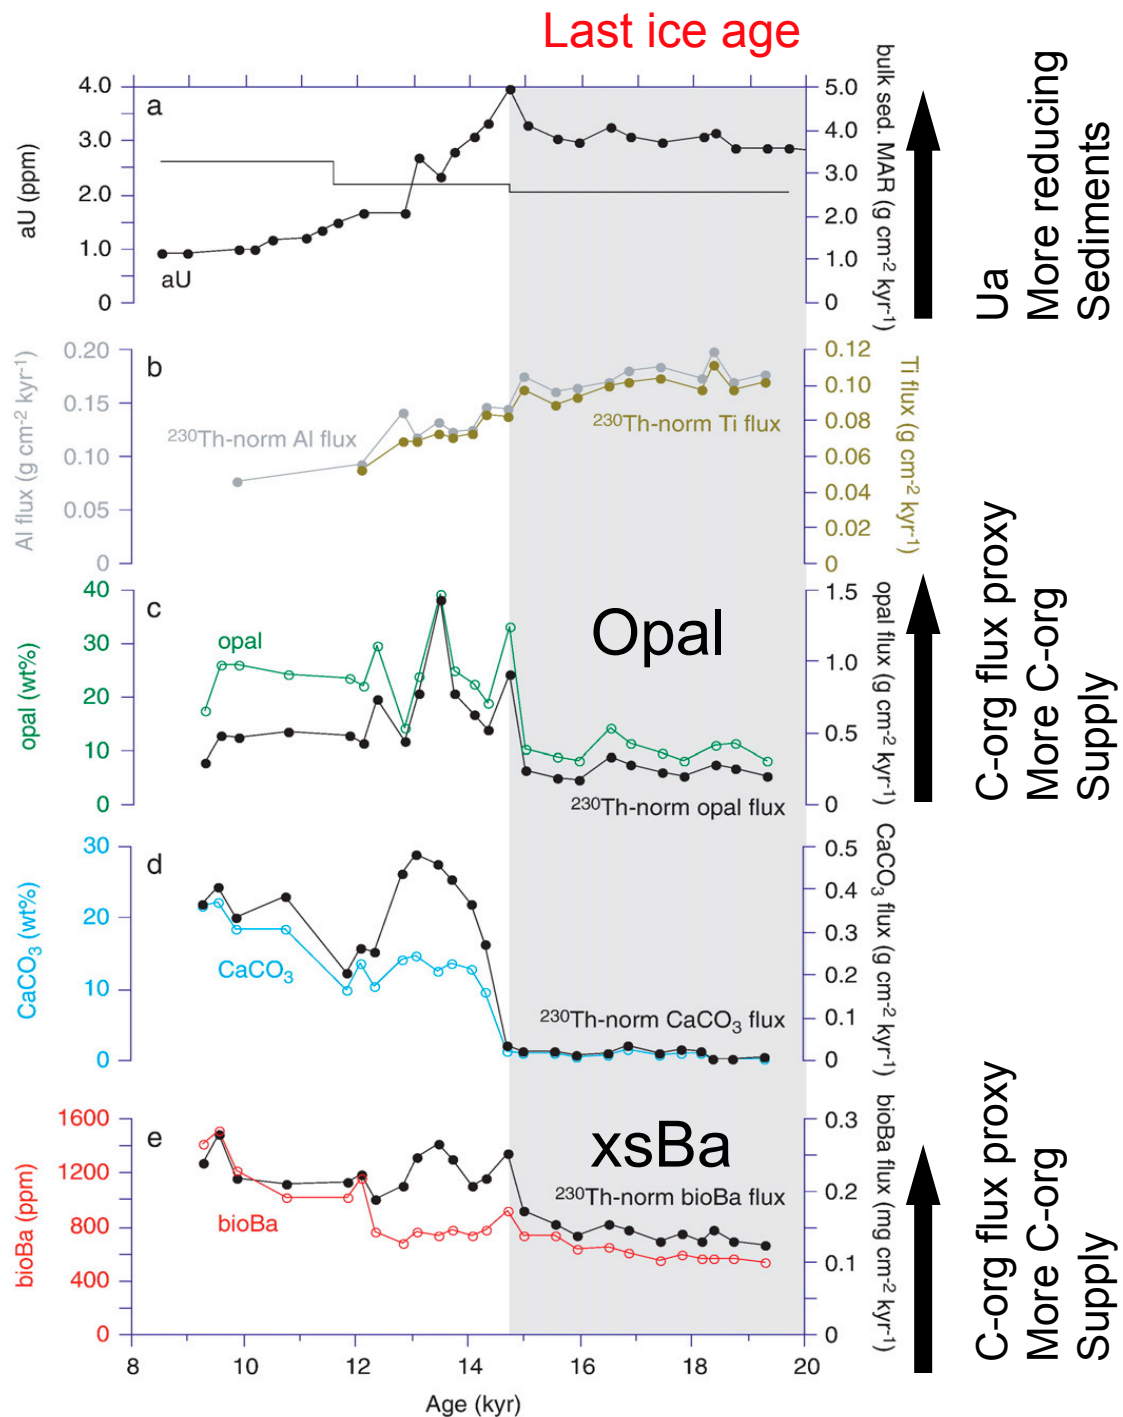 Last ice age
a
4.0
3.0
2.0
1.0
0
aU (ppm)
aU
5.0
4.0
3.0
2.0
1.0
0
bulk sed. MAR (g cm-2 kyr-1)
Ua
More reducing
Sediments
b
0.20
0.15
0.10
0.05
0
Al flux (g cm-2 kyr-1)
230Th-norm Al flux
230Th-norm Ti flux
0.12
0.10
0.08
0.06
0.04
0.02
0
Ti flux (g cm-2 kyr-1)
c
40
30
20
10
0
opal (wt%)
opal
Opal
230Th-norm opal flux
1.5
1.0
0.5
0
opal flux (g cm-2 kyr-1)
C-org flux proxy
More C-org
Supply
d
30
20
10
0
CaCO3 (wt%)
CaCO3
230Th-norm CaCO3 flux
0.5
0.4
0.3
0.2
0.1
0
CaCO3 flux (g cm-2 kyr-1)
e
1600
1200
800
400
0
bioBa (ppm)
bioBa
xsBa
230Th-norm bioBa flux
0.3
0.2
0.1
0
bioBa flux (mg cm-2 kyr-1)
C-org flux proxy
More C-org
Supply
8
10
12
14
16
18
20
Age (kyr)